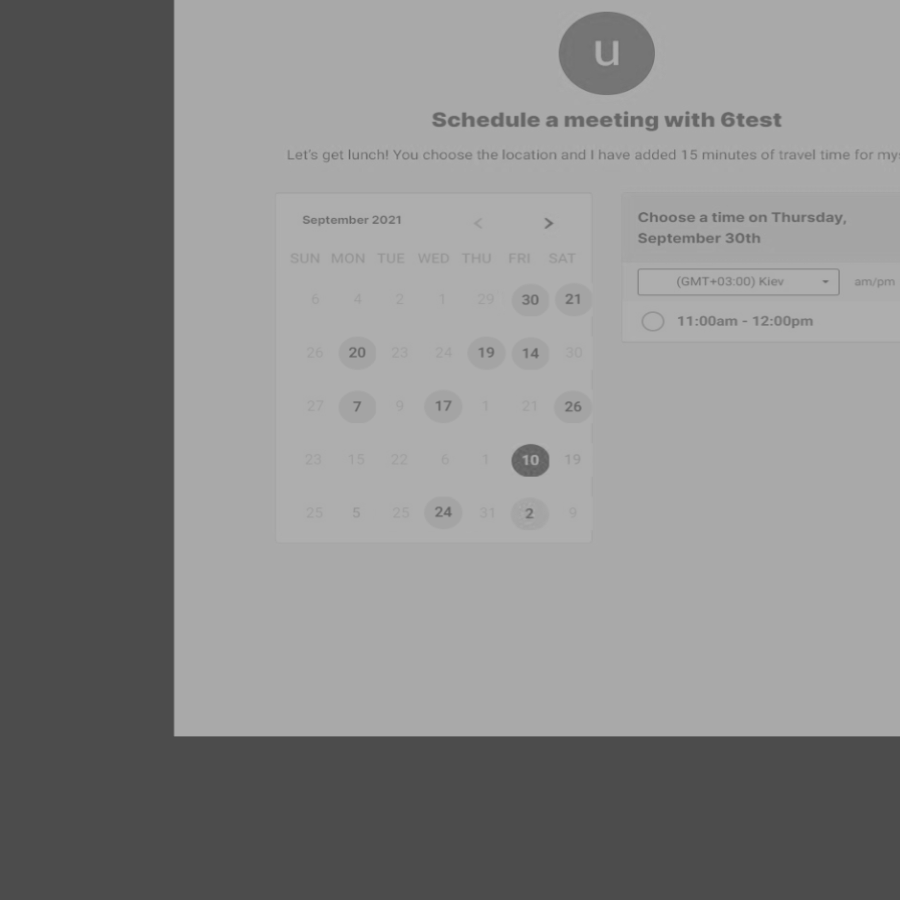 u
Schedule a meeting with 6test
Let's get lunch! You choose the location and I have added 15 minutes of travel time for
September 2021 < >
SUN MON TUE WED THU FRI SAT
6 4 2 1 29 30 21
26 20 23 24 19 14 30
27 7 9 17 1 21 26
23 15 22 6 1 10 19
25 5 25 24 31 2 9
Choose a time on Thursday,
September 30th
(GMT+03:00) Kiev am/pm
11:00am - 12:00pm